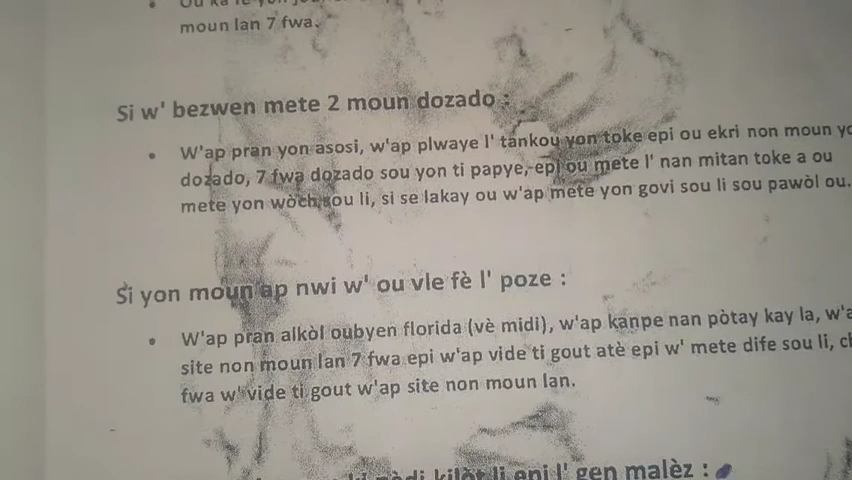 moun lan 7 fwa.
Si w' bezwen mete 2 moun dozado :
• W'ap pran yon asosi, w'ap plwaye l' tankou yon toke epi ou ekri non moun yo
dozado, 7 fwa dozado sou yon ti papye, epi ou mete l' nan mitan toke a ou
mete yon wòch sou li, si se lakay ou w'ap mete yon govi sou li sou pawòl ou.
Si yon moun ap nwi w' ou vle fè l' poze :
• W'ap pran alkòl oubyen florida (vè midi), w'ap kanpe nan pòtay kay la,
site non moun lan 7 fwa epi w'ap vide ti gout atè epi w' mete dife sou li,
fwa w' vide ti gout w'ap site non moun lan.
li epi l' gen malèz :